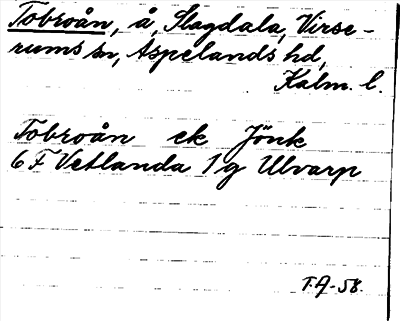 Tobroån, å, Slagdala, Virse-
rums sn, Aspelands hd,
Kalm. l.
Tobroån ek Jönk
6 F Vetlanda 1 g Ulvarp
T.A-58.